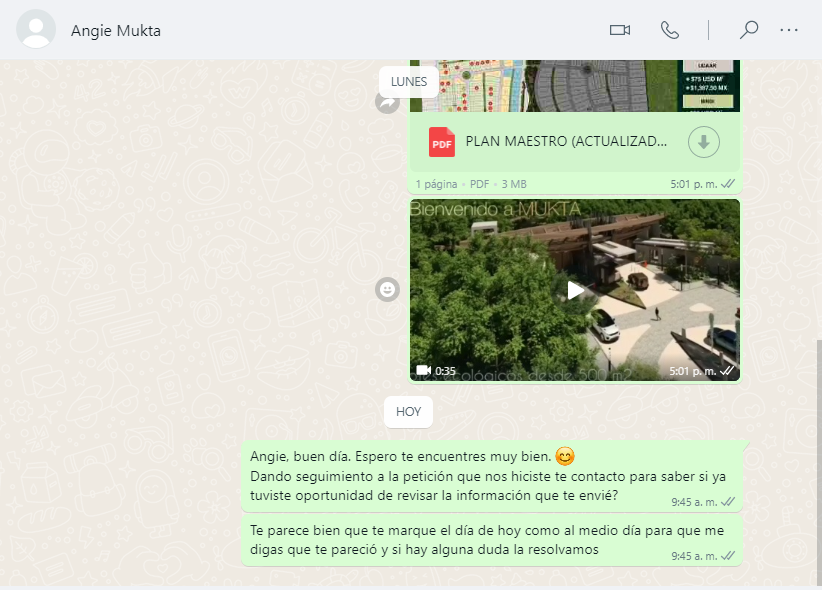 Angie Mukta
LUNES
LIGAAR
+$75 USD M²
+$1,387.50 MX
PDF
PLAN MAESTRO (ACTUALIZAD...
1 página • PDF • 3 MB
5:01 p. m.
Bienvenido a MUKTA
0:35
otes ecológicos desde 500 m2
5:01 p. m.
HOY
Angie, buen día. Espero te encuentres muy bien. 😊
Dando seguimiento a la petición que nos hiciste te contacto para saber si ya
tuviste oportunidad de revisar la información que te envié?
9:45 a. m.
Te parece bien que te marque el día de hoy como al medio día para que me
digas que te pareció y si hay alguna duda la resolvamos
9:45 a. m.